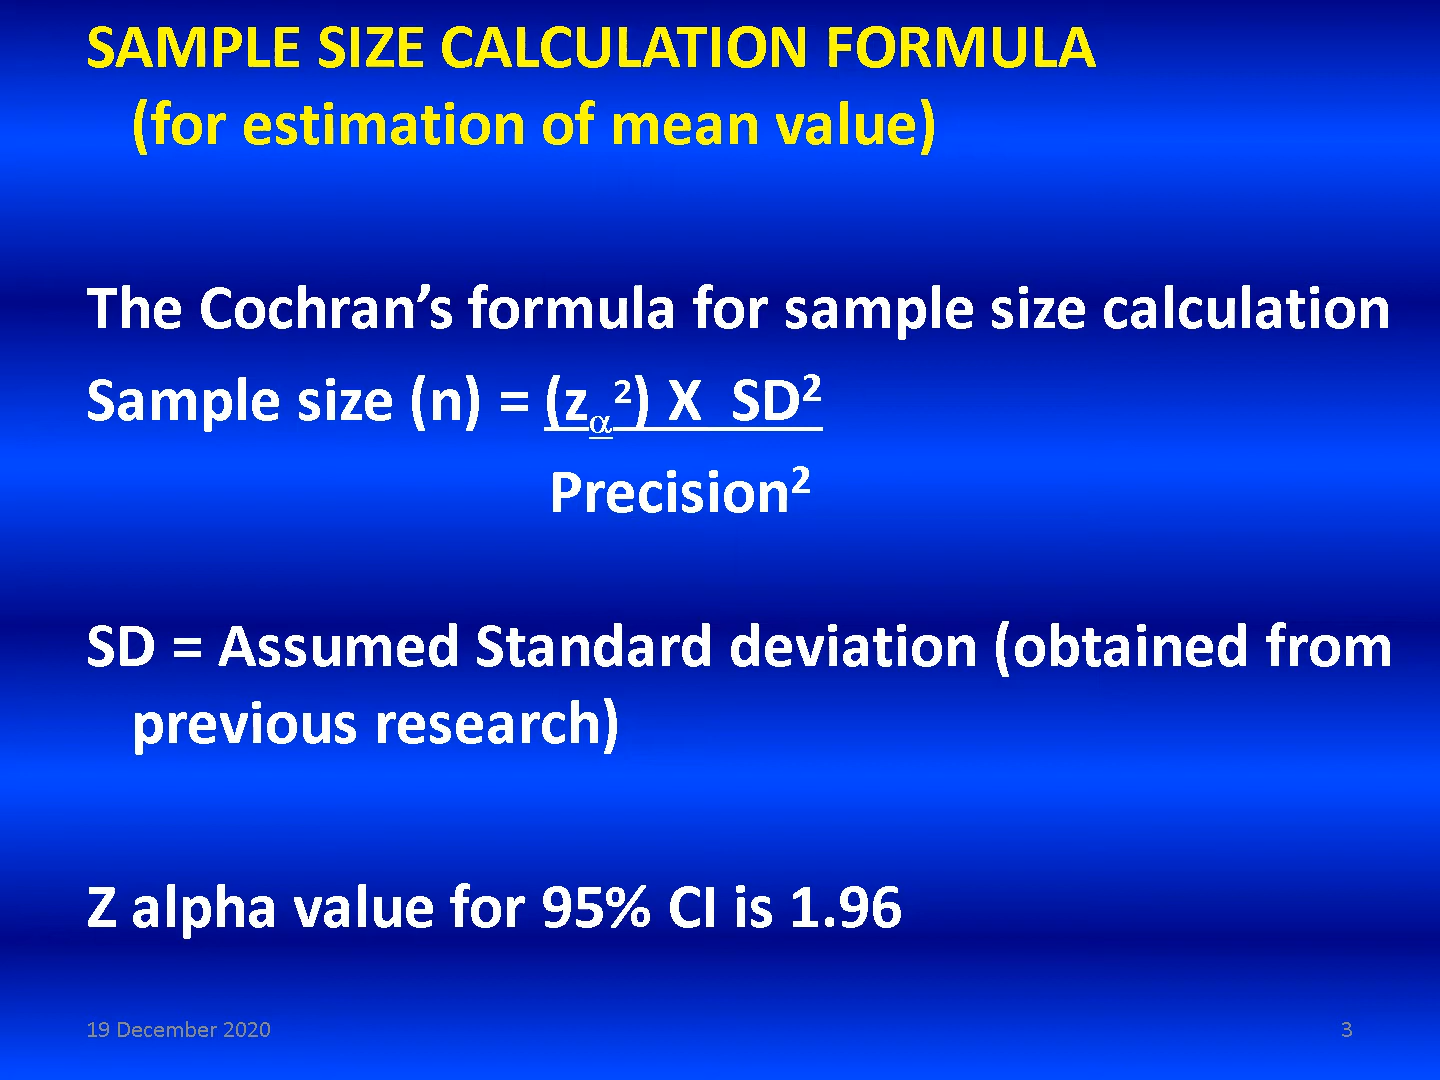 SAMPLE SIZE CALCULATION FORMULA
(for estimation of mean value)
The Cochran’s formula for sample size calculation
Sample size (n) = (zα²) X  SD²
Precision²
SD = Assumed Standard deviation (obtained from
previous research)
Z alpha value for 95% CI is 1.96
19 December 2020
3